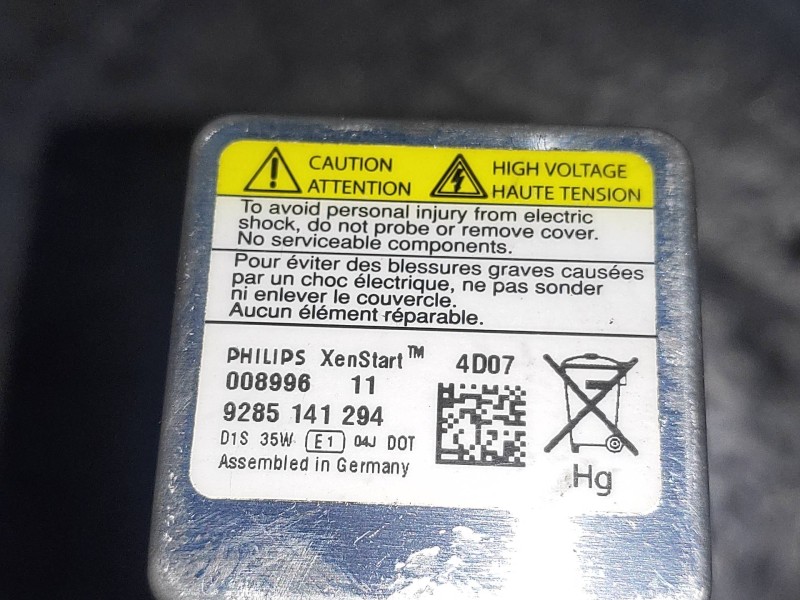 CAUTION
ATTENTION
HIGH VOLTAGE
HAUTE TENSION
To avoid personal injury from electric
shock, do not probe or remove cover.
No serviceable components.
Pour éviter des blessures graves causées
par un choc électrique, ne pas sonder
ni enlever le couvercle.
Aucun élément réparable.
PHILIPS XenStart™ 4D07
008996 11
9285 141 294
D1S 35W E1 04J DOT
Assembled in Germany
Hg